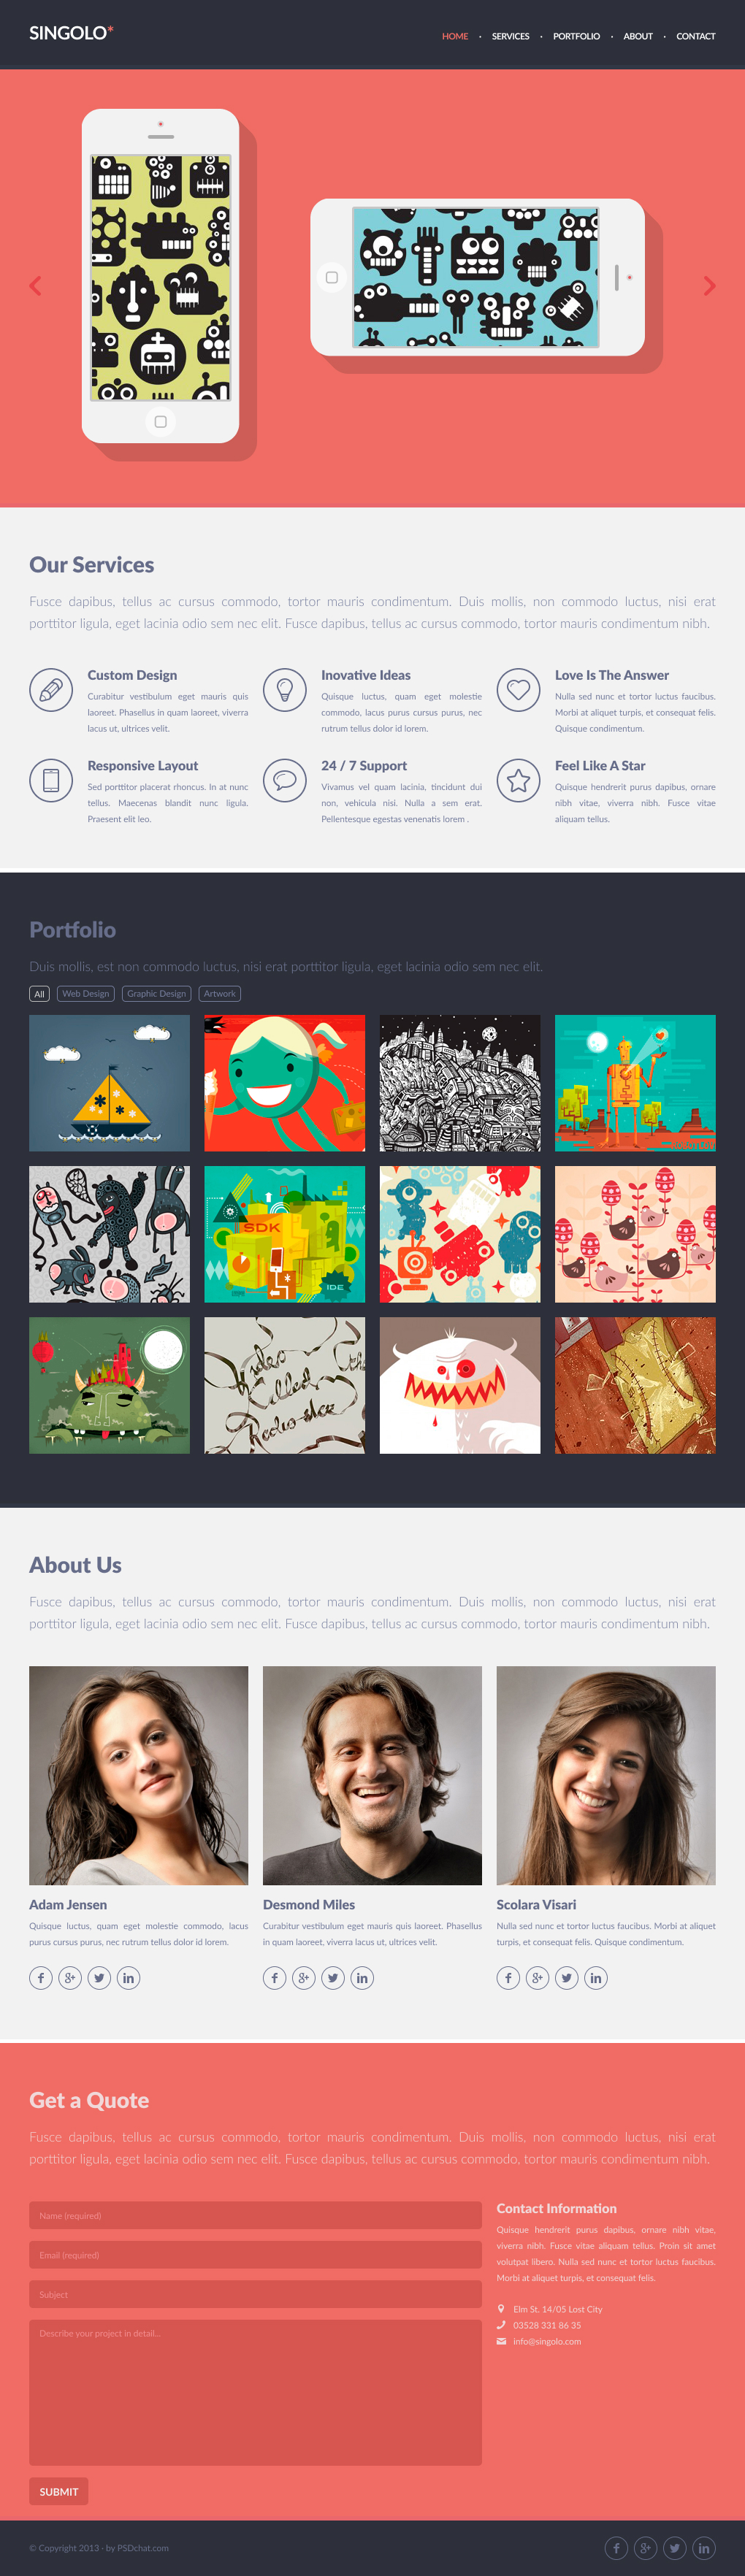 SINGOLO*
HOME • SERVICES • PORTFOLIO • ABOUT • CONTACT
Our Services
Fusce dapibus, tellus ac cursus commodo, tortor mauris condimentum. Duis mollis, non commodo luctus, nisi erat
porttitor ligula, eget lacinia odio sem nec elit. Fusce dapibus, tellus ac cursus commodo, tortor mauris condimentum nibh.
Custom Design
Curabitur vestibulum eget mauris quis
laoreet. Phasellus in quam laoreet, viverra
lacus ut, ultrices velit.
Inovative Ideas
Quisque luctus, quam eget molestie
commodo, lacus purus cursus purus, nec
rutrum tellus dolor id lorem.
Love Is The Answer
Nulla sed nunc et tortor luctus faucibus.
Morbi at aliquet turpis, et consequat felis.
Quisque condimentum.
Responsive Layout
Sed porttitor placerat rhoncus. In at nunc
tellus. Maecenas blandit nunc ligula.
Praesent elit leo.
24 / 7 Support
Vivamus vel quam lacinia, tincidunt dui
non, vehicula nisi. Nulla a sem erat.
Pellentesque egestas venenatis lorem .
Feel Like A Star
Quisque hendrerit purus dapibus, ornare
nibh vitae, viverra nibh. Fusce vitae
aliquam tellus.
Portfolio
Duis mollis, est non commodo luctus, nisi erat porttitor ligula, eget lacinia odio sem nec elit.
All
Web Design
Graphic Design
Artwork
SDK
IDE
killed
About Us
Fusce dapibus, tellus ac cursus commodo, tortor mauris condimentum. Duis mollis, non commodo luctus, nisi erat
porttitor ligula, eget lacinia odio sem nec elit. Fusce dapibus, tellus ac cursus commodo, tortor mauris condimentum nibh.
Adam Jensen
Quisque luctus, quam eget molestie commodo, lacus
purus cursus purus, nec rutrum tellus dolor id lorem.
Desmond Miles
Curabitur vestibulum eget mauris quis laoreet. Phasellus
in quam laoreet, viverra lacus ut, ultrices velit.
Scolara Visari
Nulla sed nunc et tortor luctus faucibus. Morbi at aliquet
turpis, et consequat felis. Quisque condimentum.
Get a Quote
Fusce dapibus, tellus ac cursus commodo, tortor mauris condimentum. Duis mollis, non commodo luctus, nisi erat
porttitor ligula, eget lacinia odio sem nec elit. Fusce dapibus, tellus ac cursus commodo, tortor mauris condimentum nibh.
Name (required)
Email (required)
Subject
Describe your project in detail...
SUBMIT
Contact Information
Quisque hendrerit purus dapibus, ornare nibh vitae,
viverra nibh. Fusce vitae aliquam tellus. Proin sit amet
volutpat libero. Nulla sed nunc et tortor luctus faucibus.
Morbi at aliquet turpis, et consequat felis.
Elm St. 14/05 Lost City
03528 331 86 35
info@singolo.com
© Copyright 2013 - by PSDchat.com